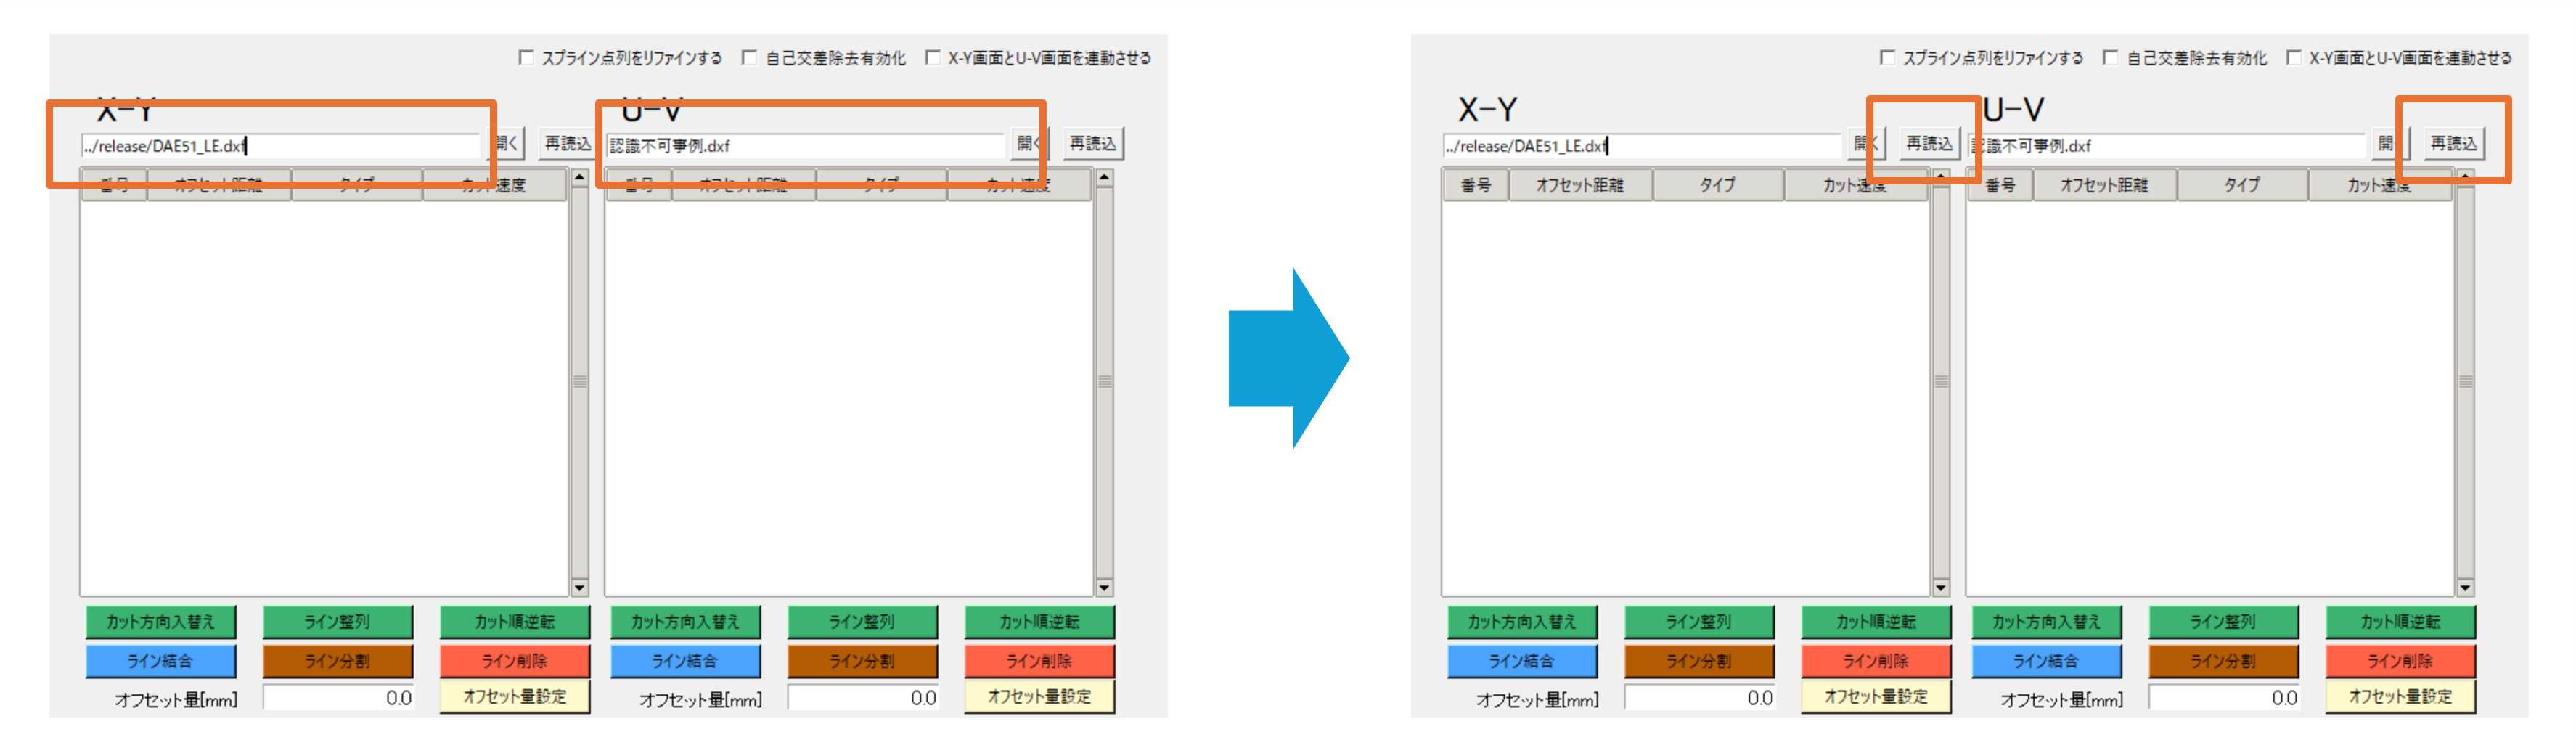 スプライン点列をリファインする 自己交差除去有効化 X-Y画面とU-V画面を連動させる
X-Y U-V
../release/DAE51_LE.dxf 開く 再読込 認識不可事例.dxf 開く 再読込
番号 オフセット距離 タイプ カット速度 番号 オフセット距離 タイプ カット速度
カット方向入替え ライン整列 カット順逆転 カット方向入替え ライン整列 カット順逆転
ライン結合 ライン分割 ライン削除 ライン結合 ライン分割 ライン削除
オフセット量[mm] 0.0 オフセット量設定 オフセット量[mm] 0.0 オフセット量設定
スプライン点列をリファインする 自己交差除去有効化 X-Y画面とU-V画面を連動させる
X-Y U-V
../release/DAE51_LE.dxf 開く 再読込 認識不可事例.dxf 開く 再読込
番号 オフセット距離 タイプ カット速度 番号 オフセット距離 タイプ カット速度
カット方向入替え ライン整列 カット順逆転 カット方向入替え ライン整列 カット順逆転
ライン結合 ライン分割 ライン削除 ライン結合 ライン分割 ライン削除
オフセット量[mm] 0.0 オフセット量設定 オフセット量[mm] 0.0 オフセット量設定